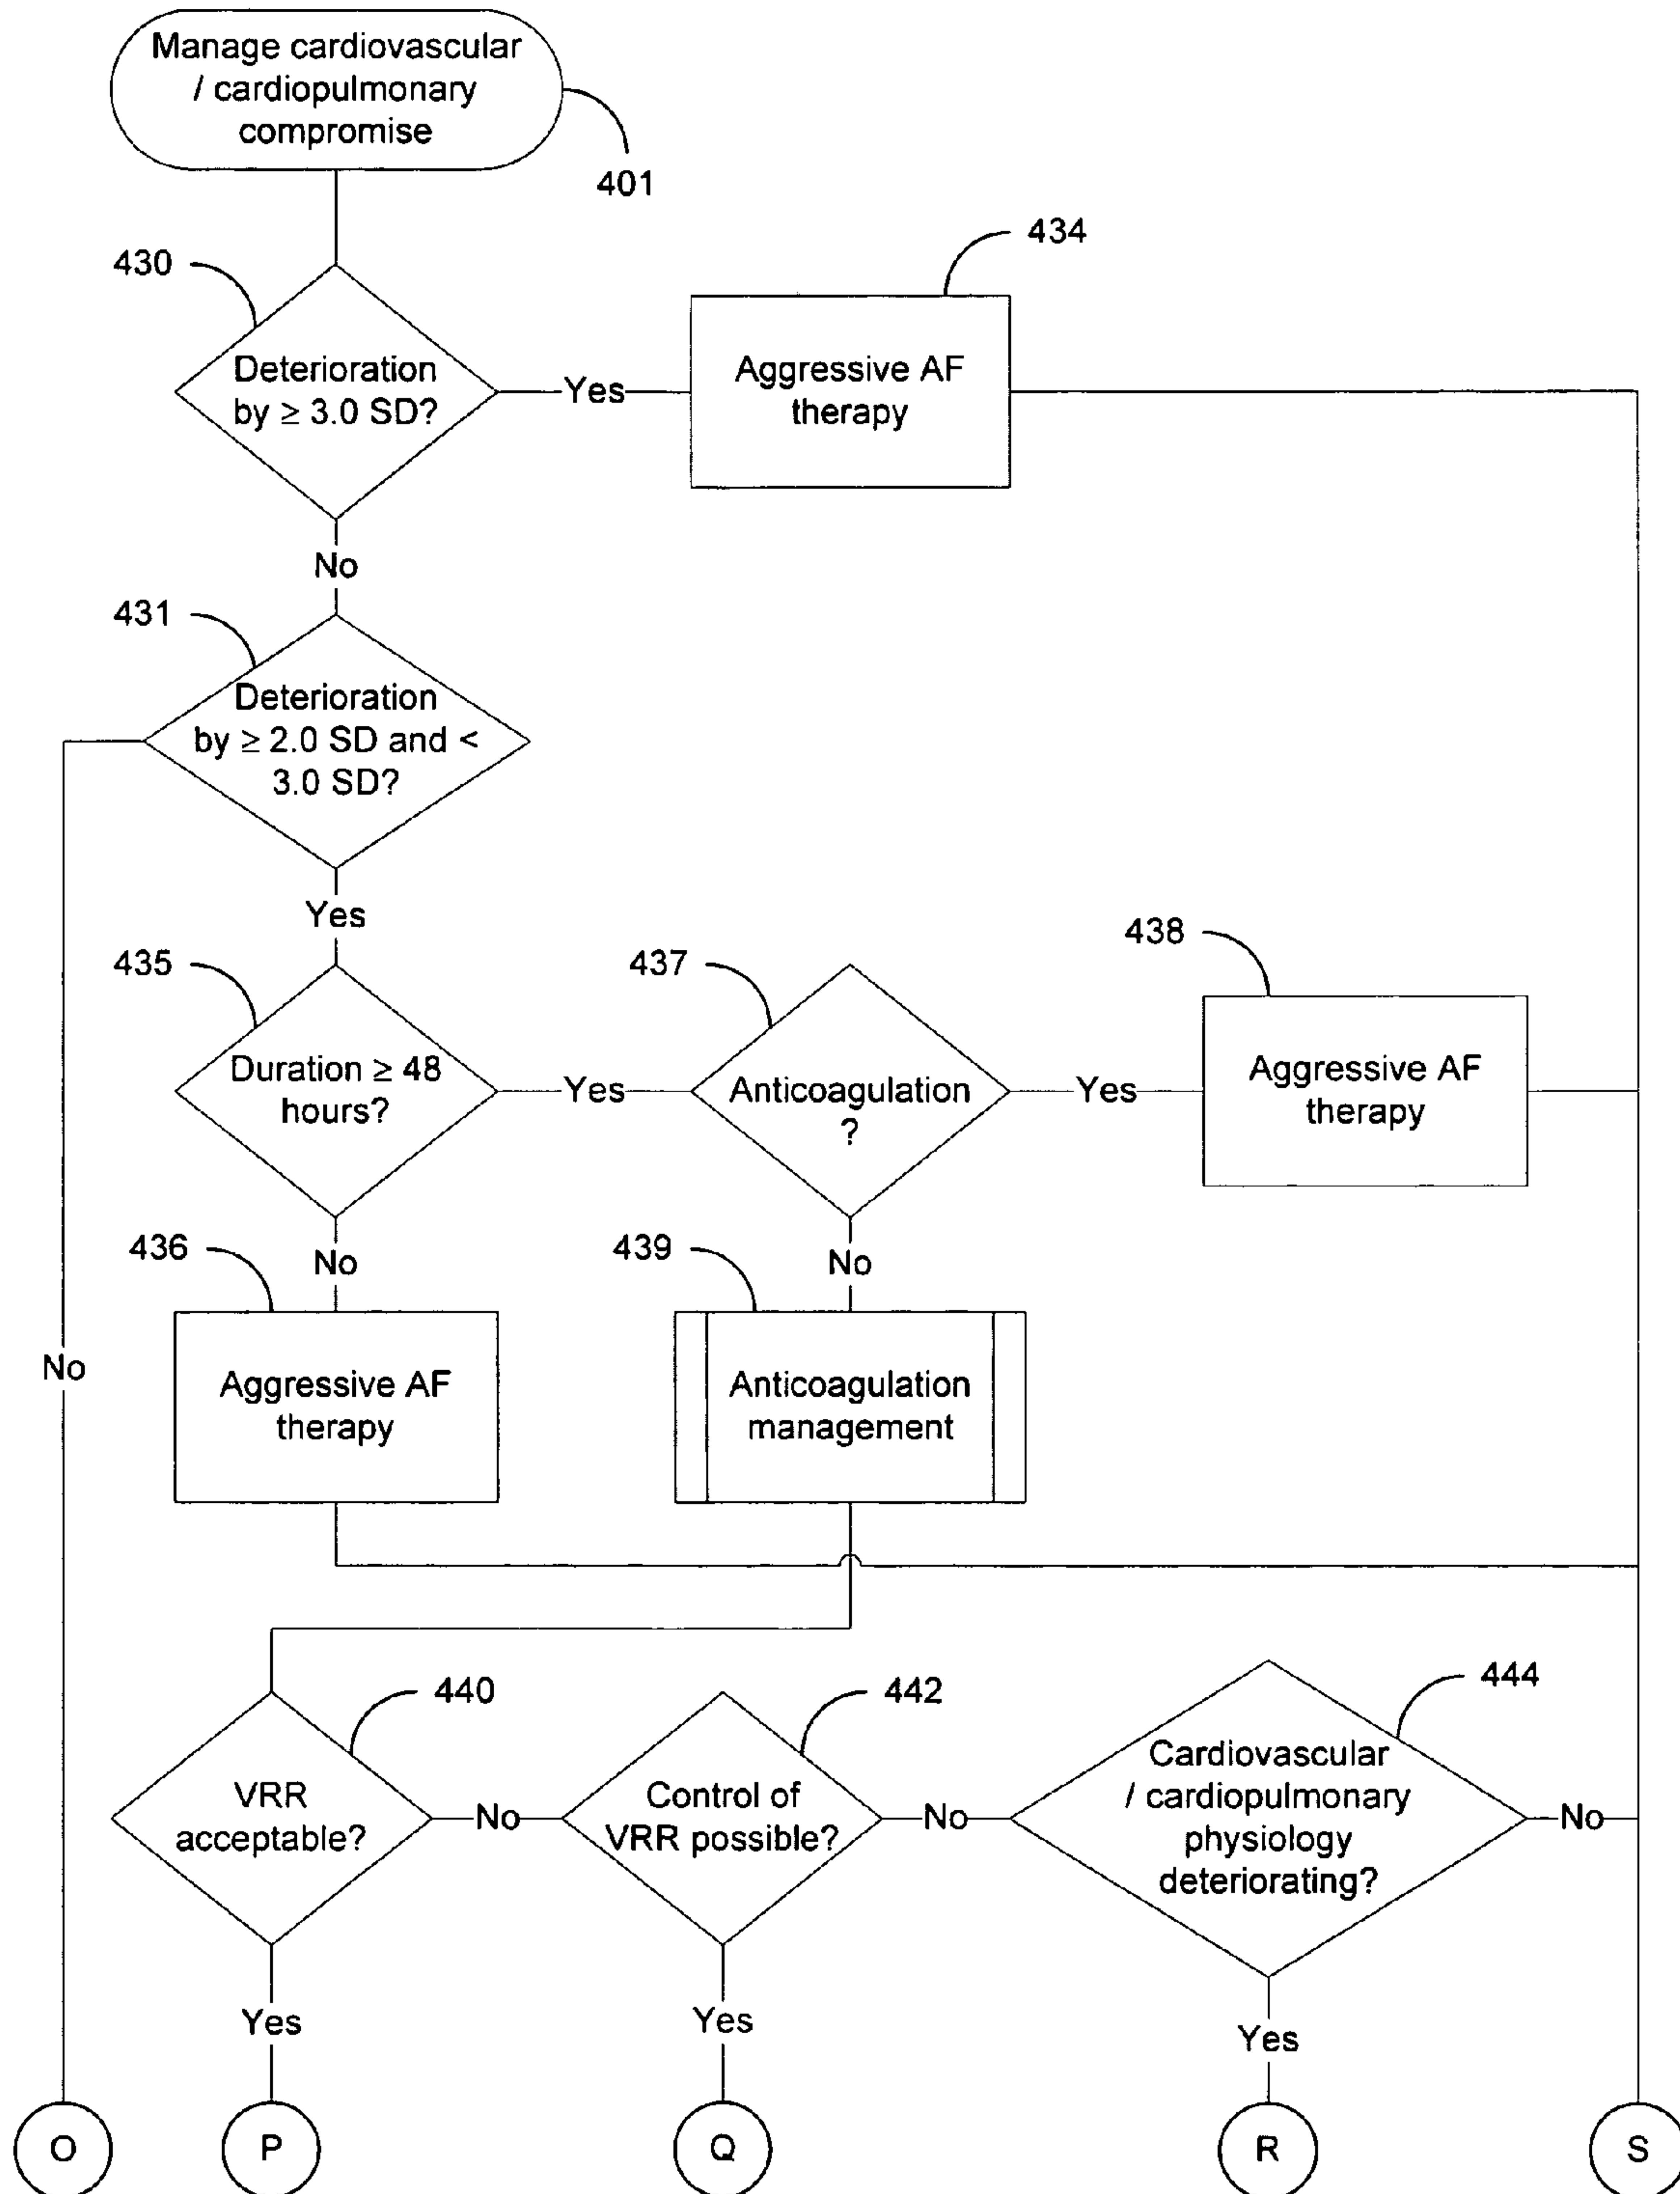 Manage cardiovascular
/ cardiopulmonary
compromise
401
430
434
Deterioration
by ≥ 3.0 SD?
Yes
Aggressive AF
therapy
No
431
Deterioration
by ≥ 2.0 SD and <
3.0 SD?
Yes
435
437
438
Duration ≥ 48
hours?
Yes
Anticoagulation
?
Yes
Aggressive AF
therapy
436
No
439
No
No
Aggressive AF
therapy
Anticoagulation
management
440
442
444
VRR
acceptable?
No
Control of
VRR possible?
No
Cardiovascular
/ cardiopulmonary
physiology
deteriorating?
No
Yes
Yes
Yes
O
P
Q
R
S